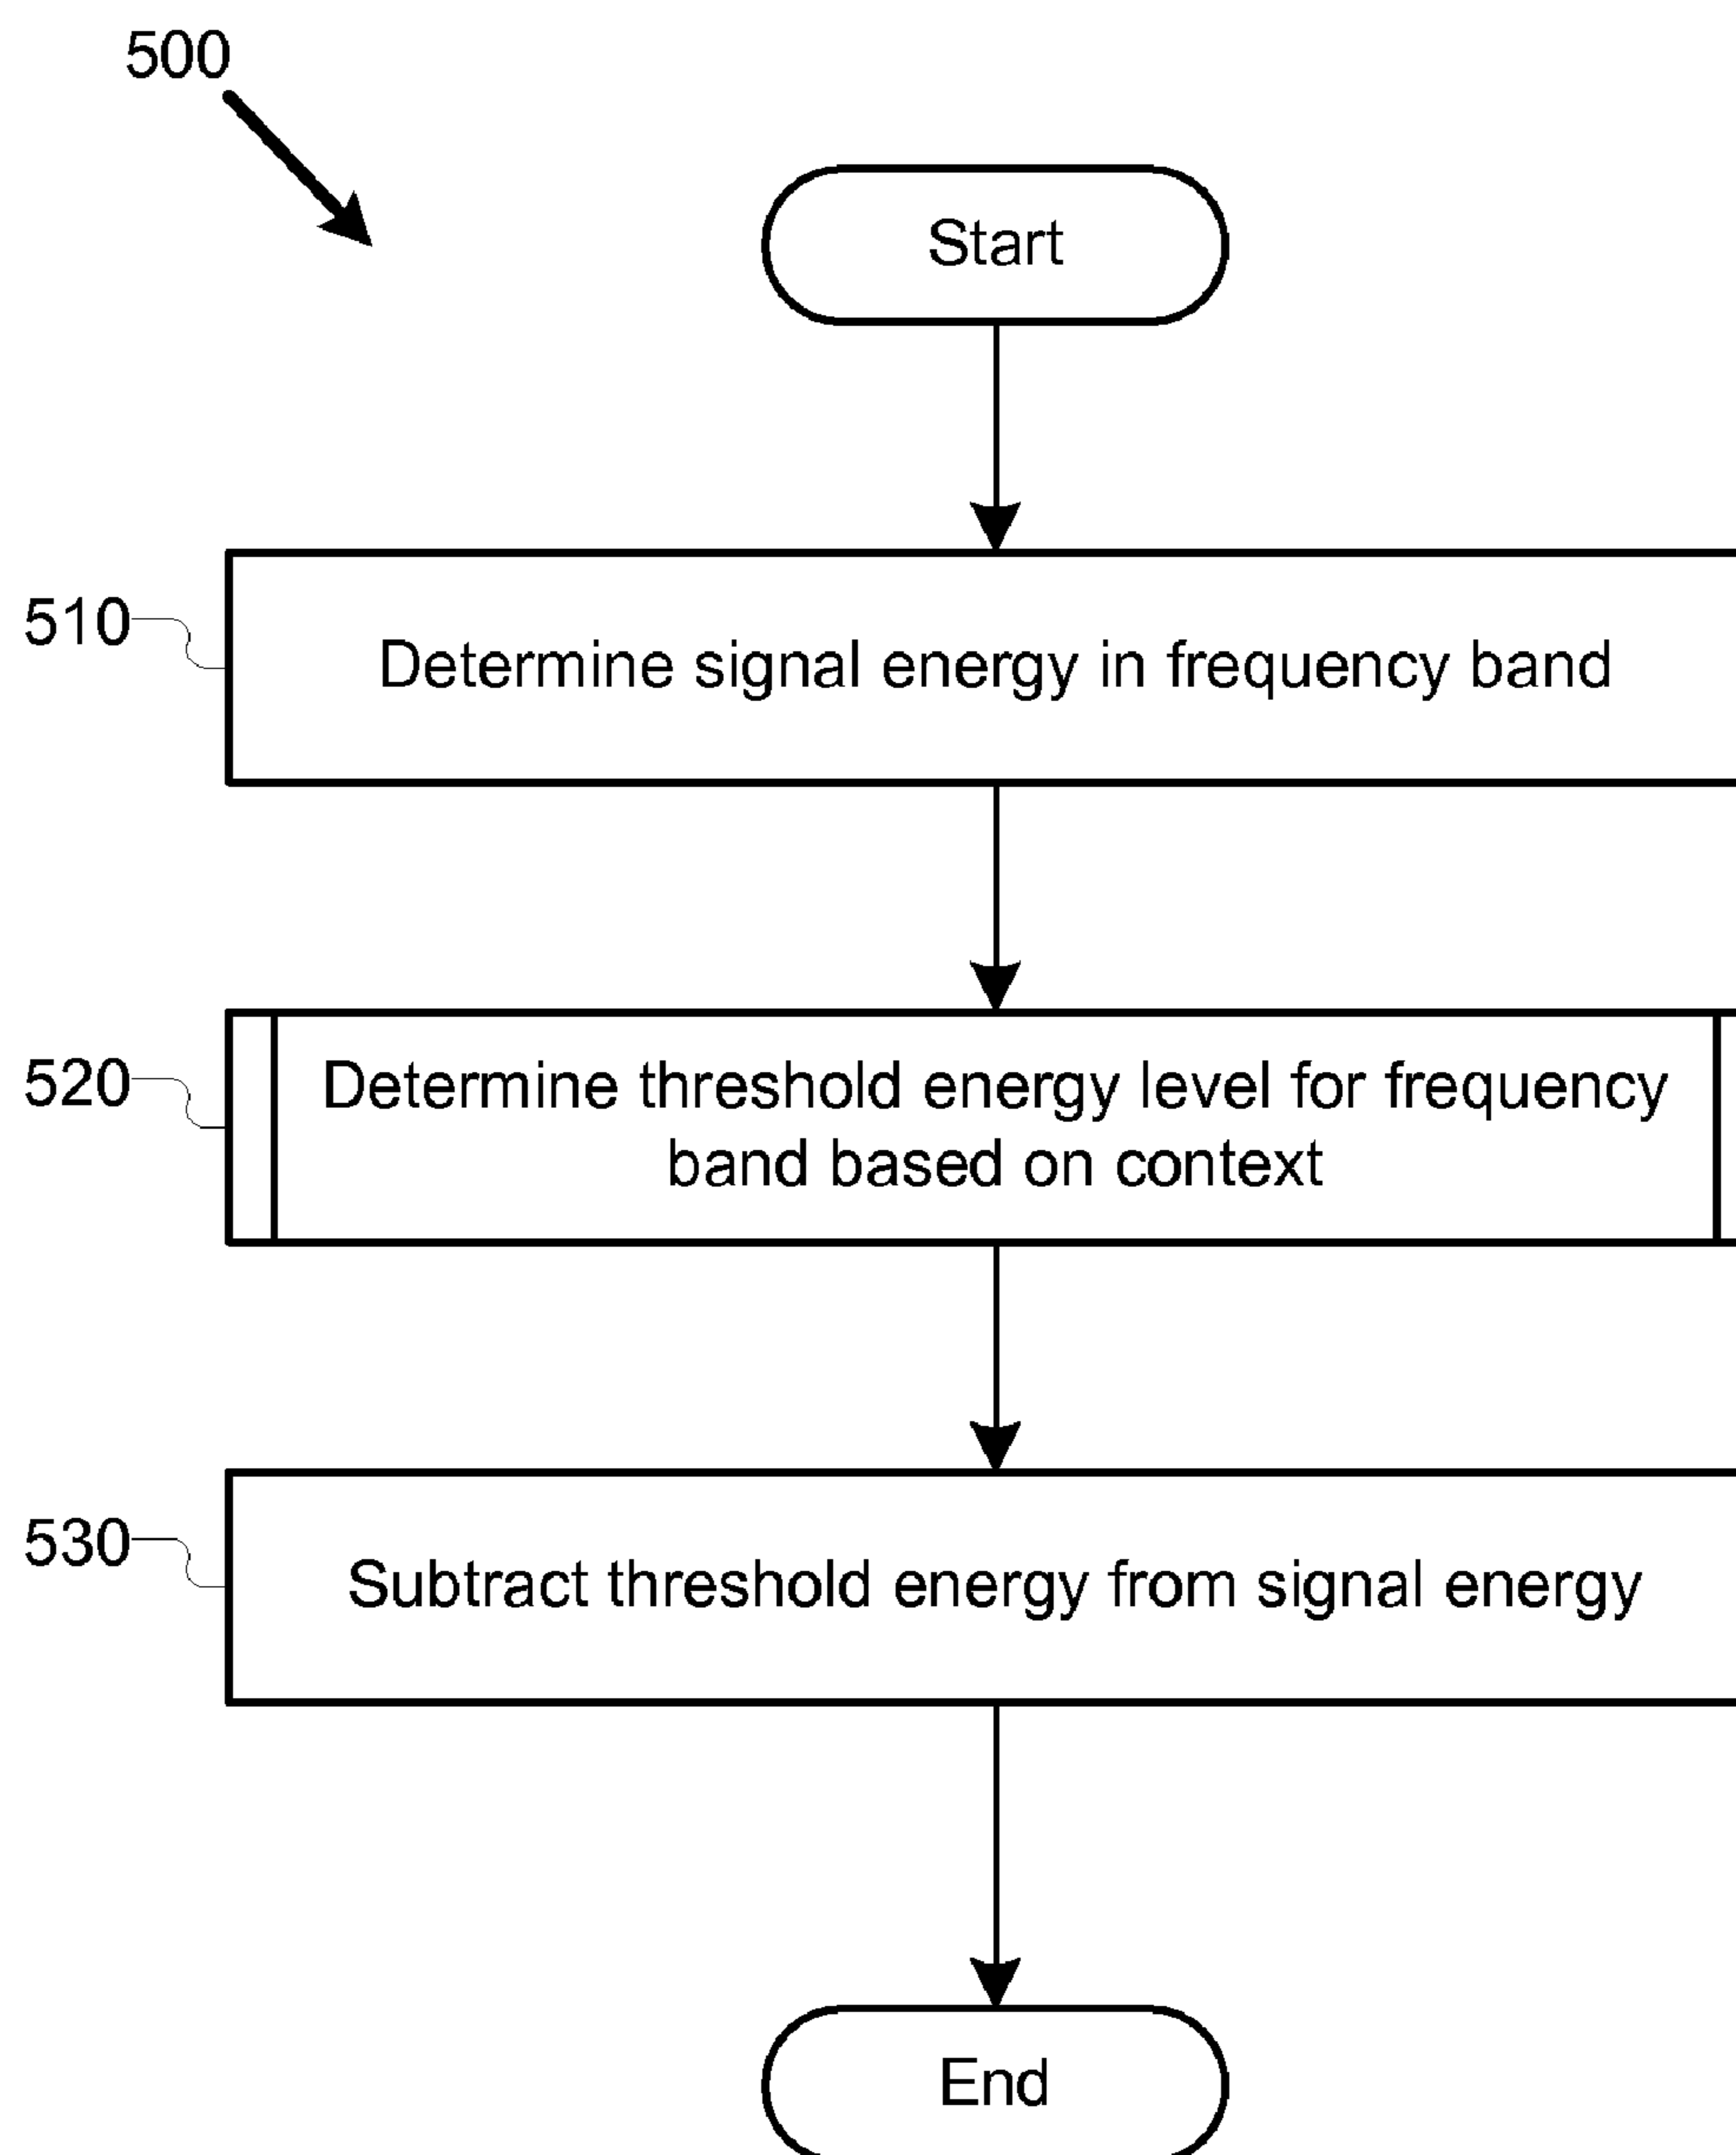 500
Start
510
Determine signal energy in frequency band
520
Determine threshold energy level for frequency
band based on context
530
Subtract threshold energy from signal energy
End